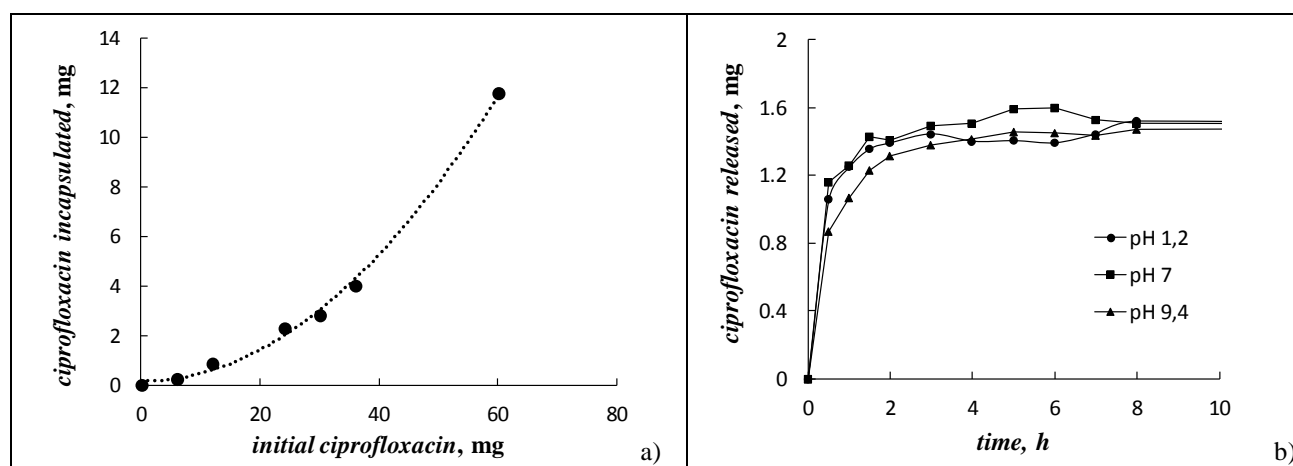 ciprofloxacin incapsulated, mg
14
12
10
8
6
4
2
0
0 20 40 60 80
initial ciprofloxacin, mg
a)
ciprofloxacin released, mg
2
1.6
1.2
0.8
0.4
0
pH 1,2
pH 7
pH 9,4
0 2 4 6 8 10
time, h
b)